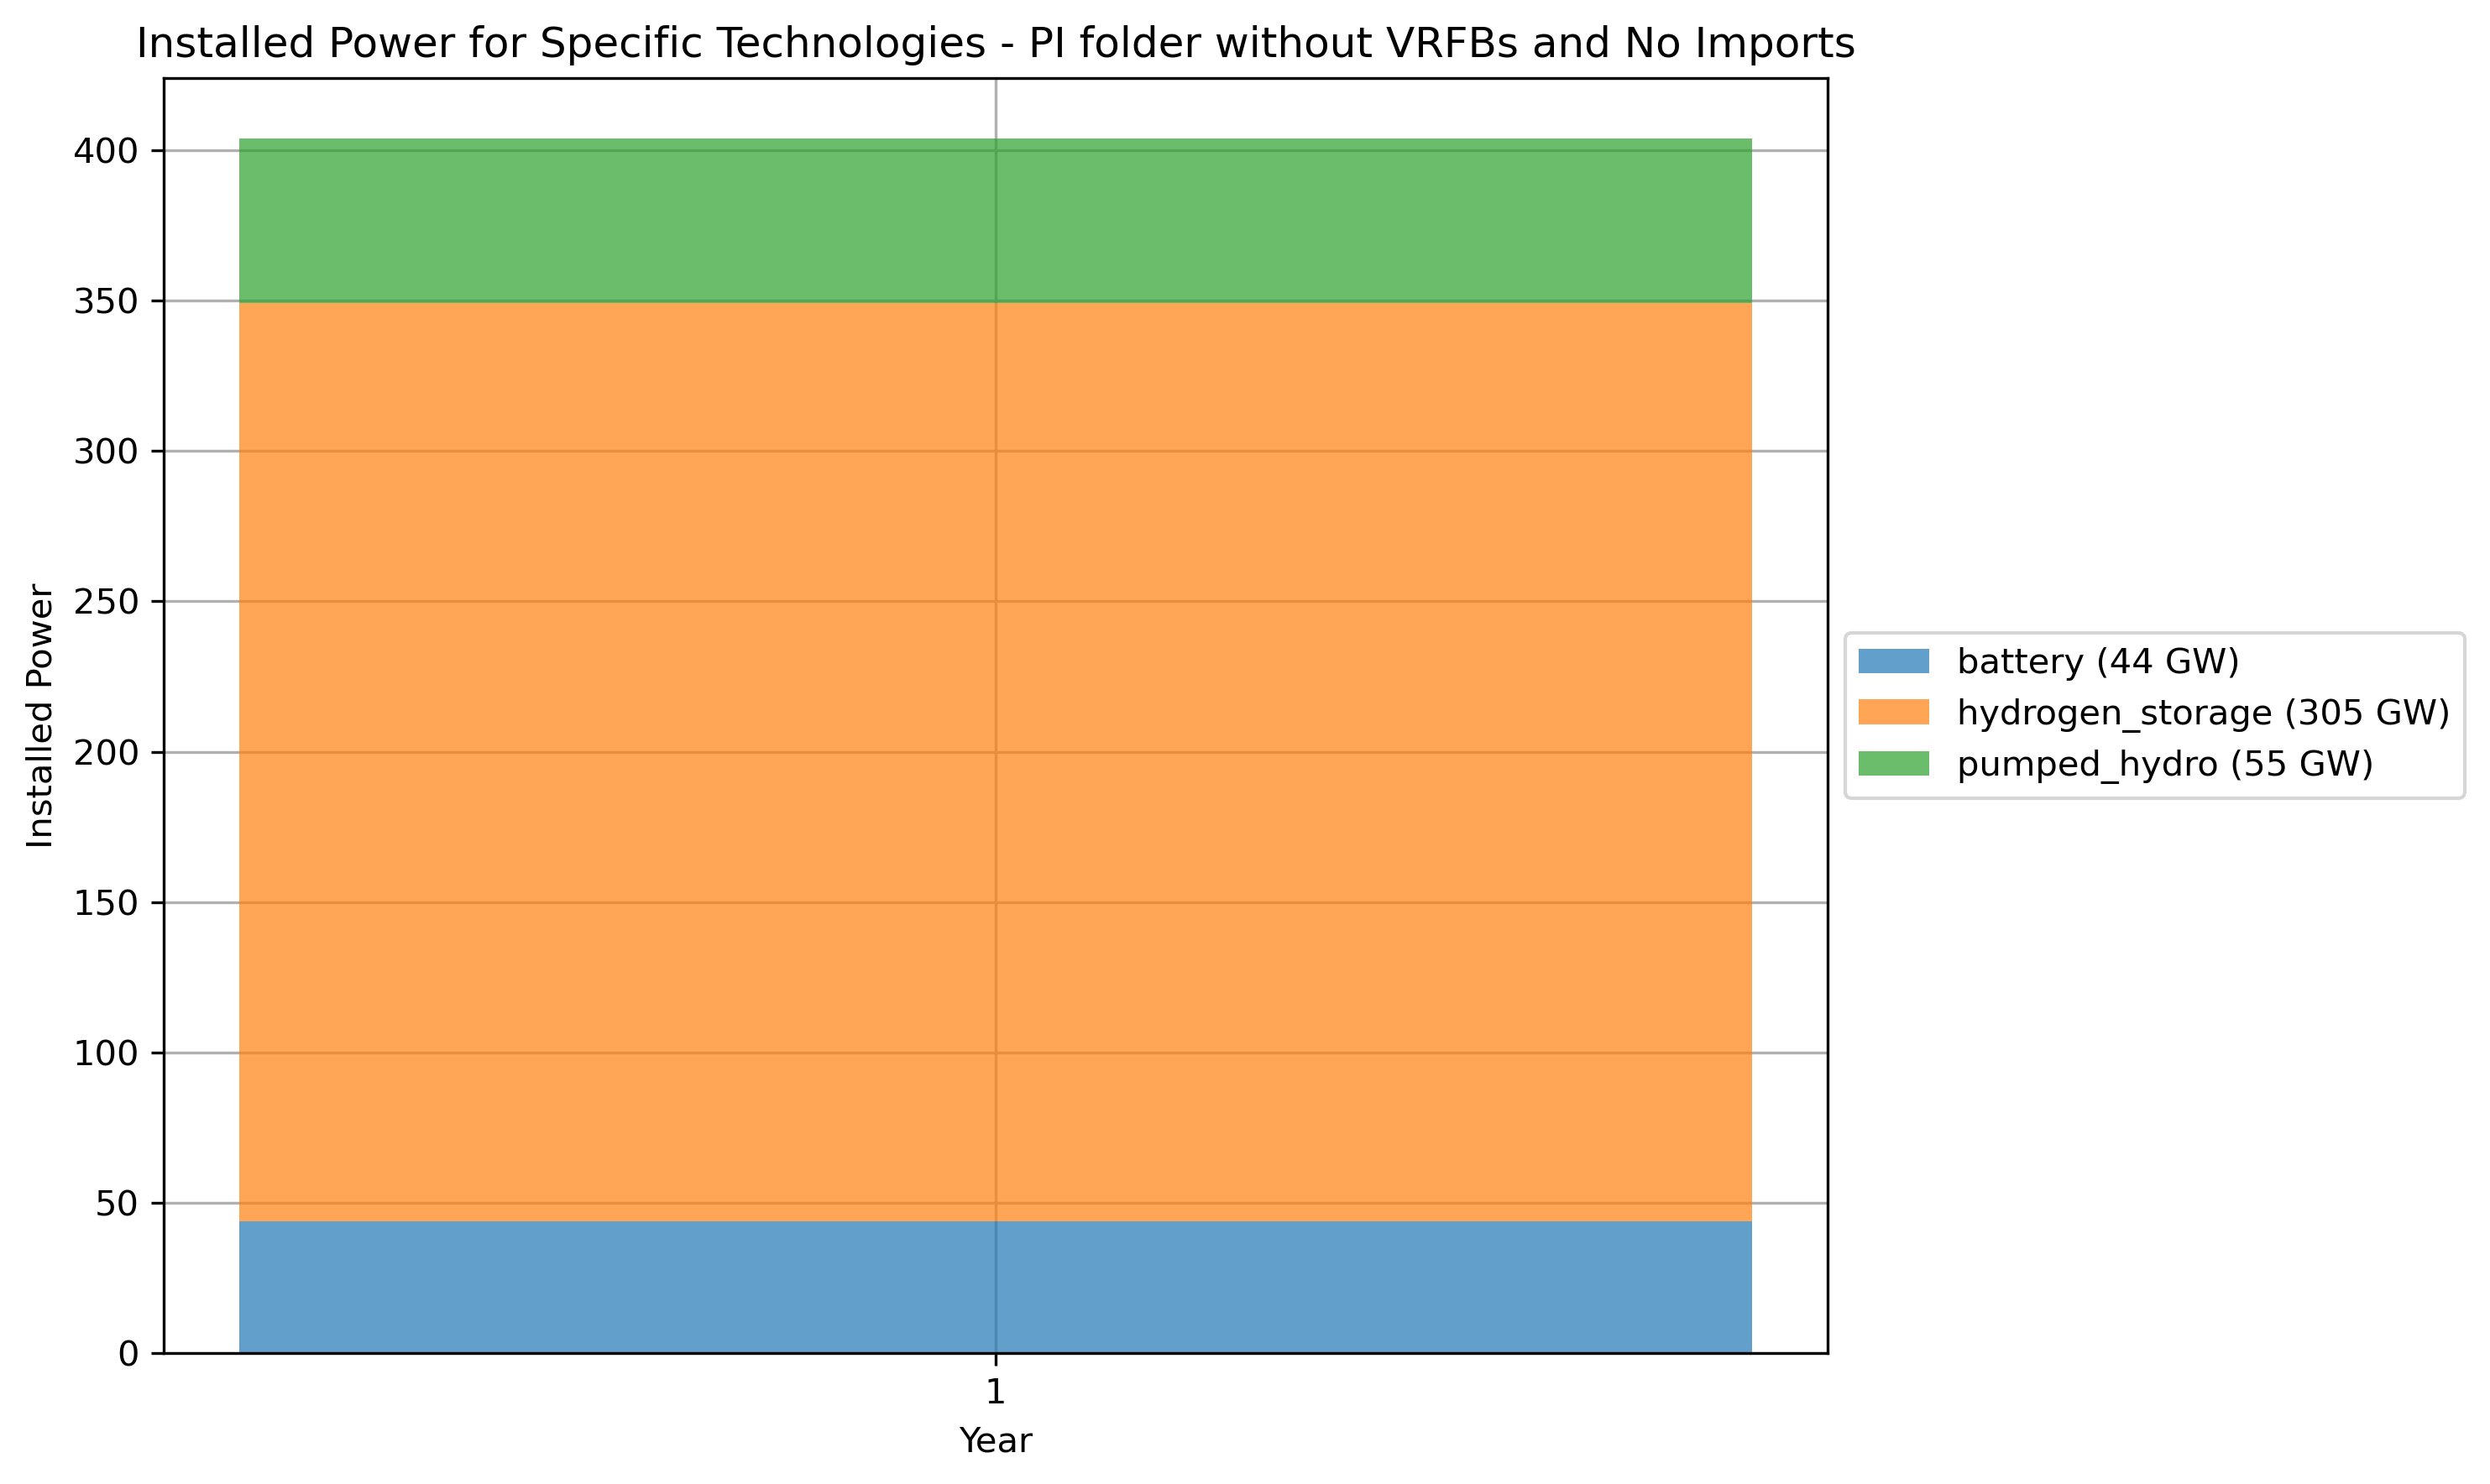 Installed Power for Specific Technologies - PI folder without VRFBs and No Imports
400
350
300
250
200
150
100
50
0
Installed Power
1
Year
battery (44 GW)
hydrogen_storage (305 GW)
pumped_hydro (55 GW)